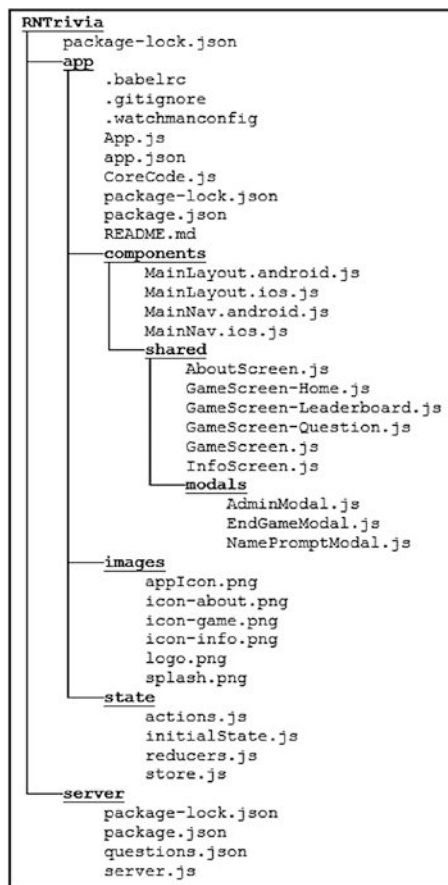 RNTrivia
package-lock.json
app
.babelrc
.gitignore
.watchmanconfig
App.js
app.json
CoreCode.js
package-lock.json
package.json
README.md
components
MainLayout.android.js
MainLayout.ios.js
MainNav.android.js
MainNav.ios.js
shared
AboutScreen.js
GameScreen-Home.js
GameScreen-Leaderboard.js
GameScreen-Question.js
GameScreen.js
InfoScreen.js
modals
AdminModal.js
EndGameModal.js
NamePromptModal.js
images
appIcon.png
icon-about.png
icon-game.png
icon-info.png
logo.png
splash.png
state
actions.js
initialState.js
reducers.js
store.js
server
package-lock.json
package.json
questions.json
server.js